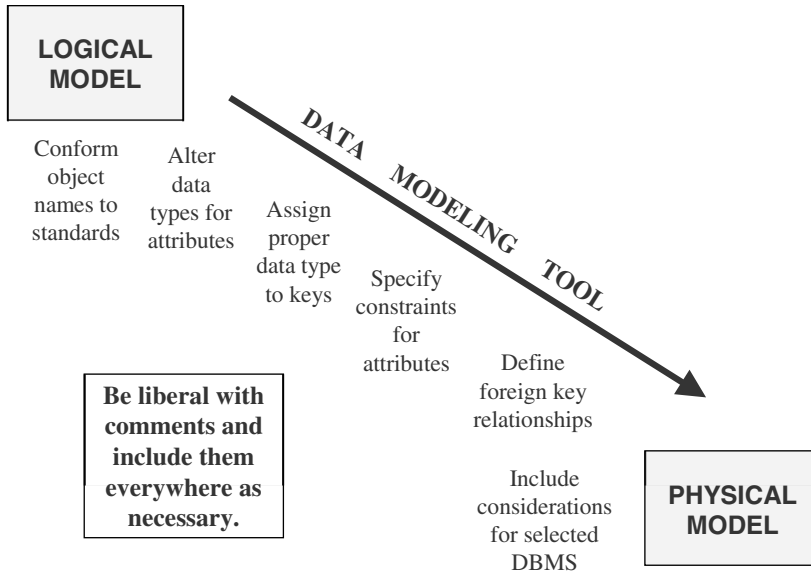 LOGICAL
MODEL
DATA MODELING TOOL
Conform
object
names to
standards
Alter
data
types for
attributes
Assign
proper
data type
to keys
Specify
constraints
for
attributes
Define
foreign key
relationships
Include
considerations
for selected
DBMS
Be liberal with
comments and
include them
everywhere as
necessary.
PHYSICAL
MODEL